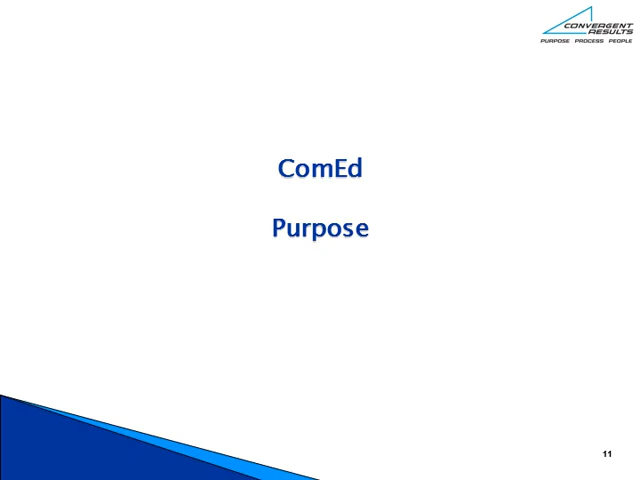 CONVERGENT
RESULTS
PURPOSE PROCESS PEOPLE
ComEd
Purpose
11